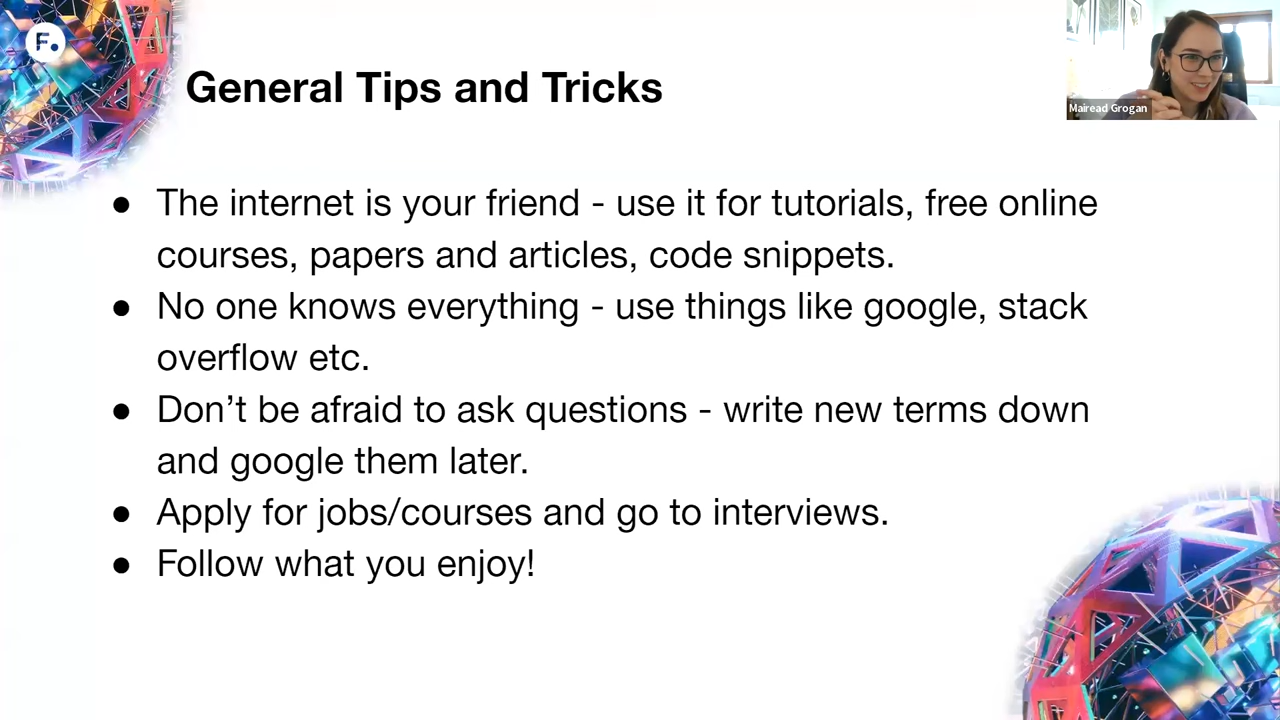 F.
General Tips and Tricks
Mairead Grogan
● The internet is your friend - use it for tutorials, free online
courses, papers and articles, code snippets.
● No one knows everything - use things like google, stack
overflow etc.
● Don’t be afraid to ask questions - write new terms down
and google them later.
● Apply for jobs/courses and go to interviews.
● Follow what you enjoy!